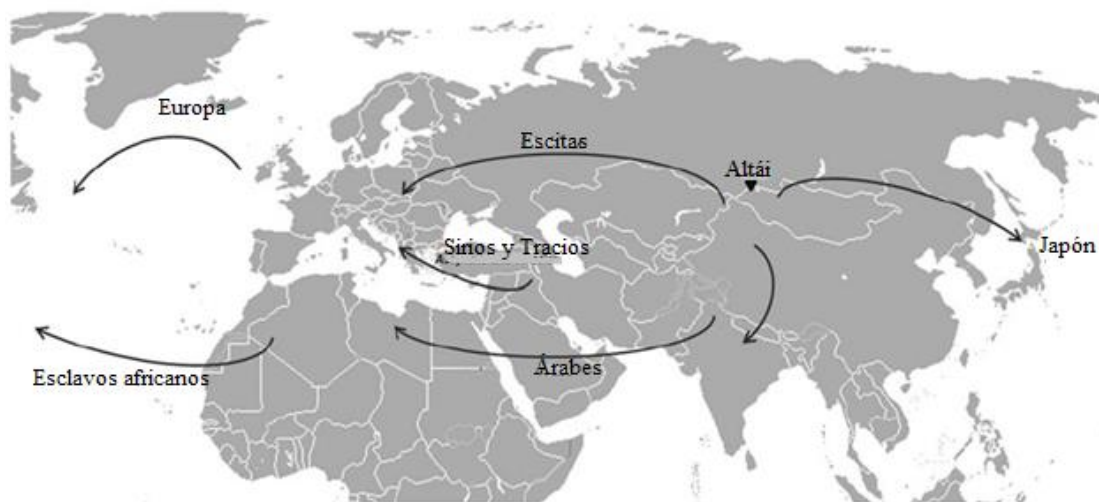 Europa
Escitas
Altái
Sirios y Tracios
Japón
Árabes
Esclavos africanos